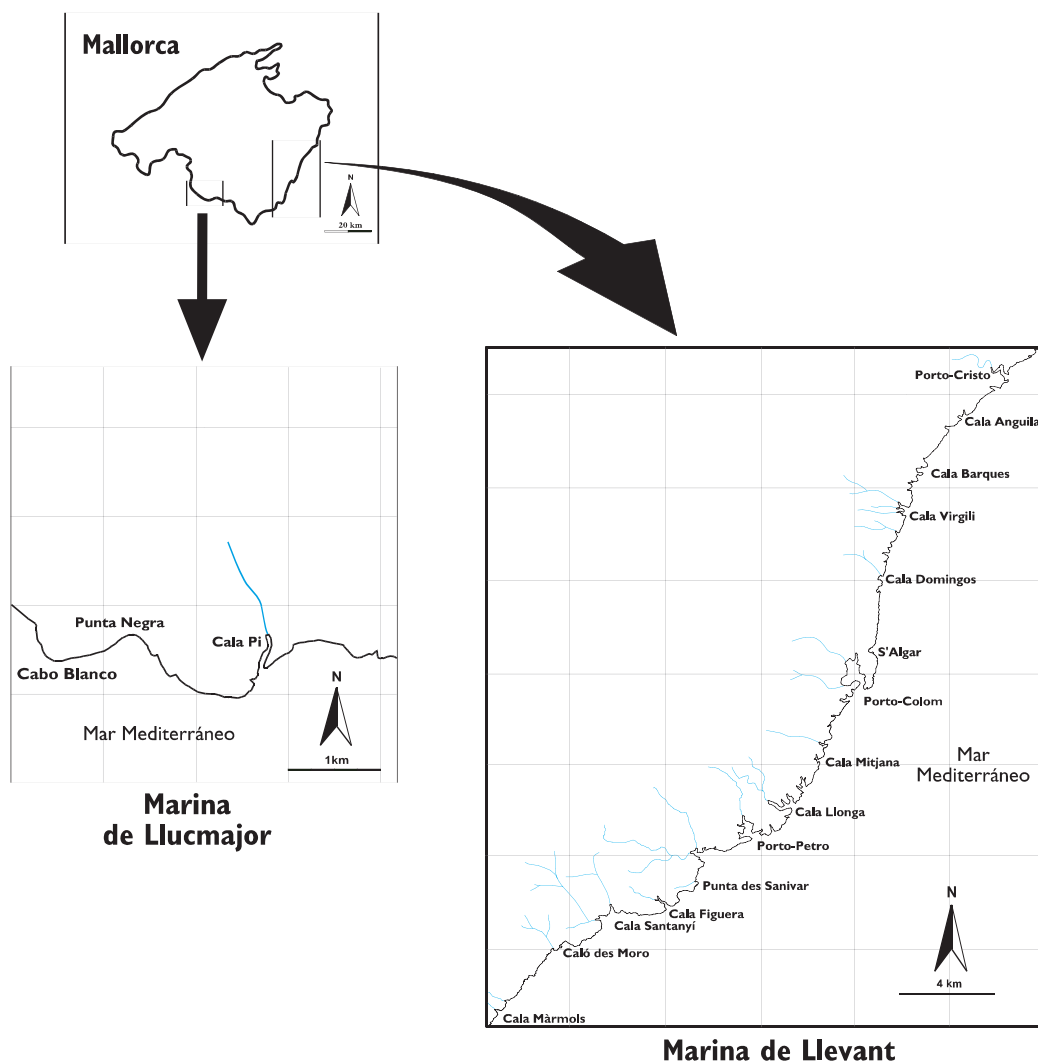 Mallorca
N
20 km
Punta Negra
Cala Pi
Cabo Blanco
N
Mar Mediterráneo
1km
Marina
de Llucmajor
Porto-Cristo
Cala Anguila
Cala Barques
Cala Virgili
Cala Domingos
S'Algar
Porto-Colom
Mar
Mediterráneo
Cala Mitjana
Cala Llonga
Porto-Petro
Punta des Sanivar
Cala Figuera
Cala Santanyí
Caló des Moro
N
4 km
Cala Màrmols
Marina de Llevant